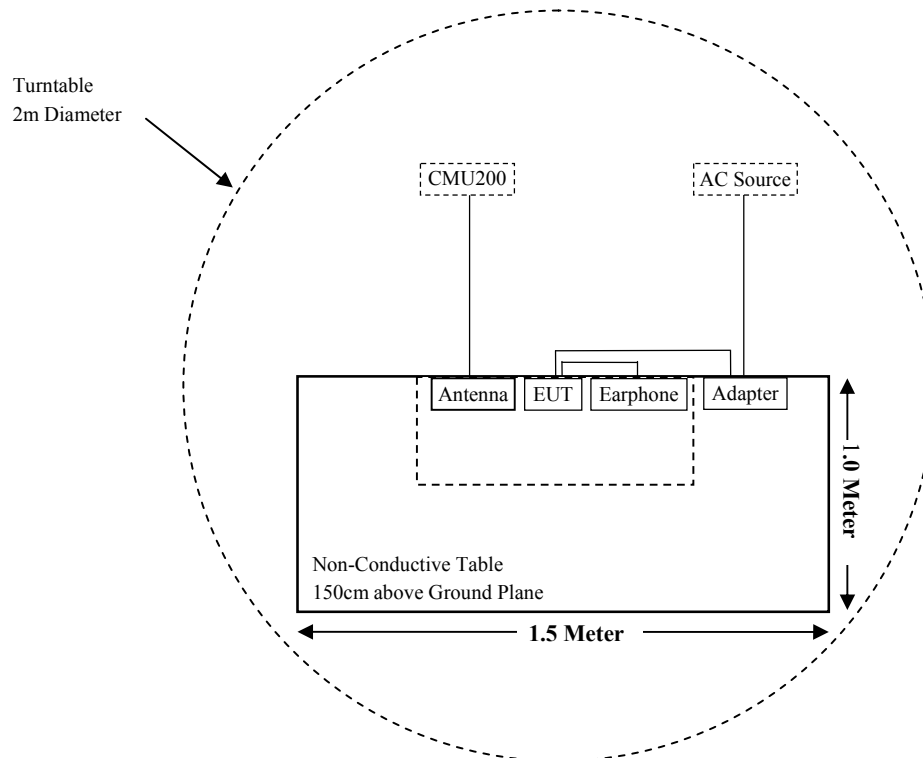 Turntable
2m Diameter
CMU200
AC Source
Antenna
EUT
Earphone
Adapter
1.0 Meter
Non-Conductive Table
150cm above Ground Plane
1.5 Meter